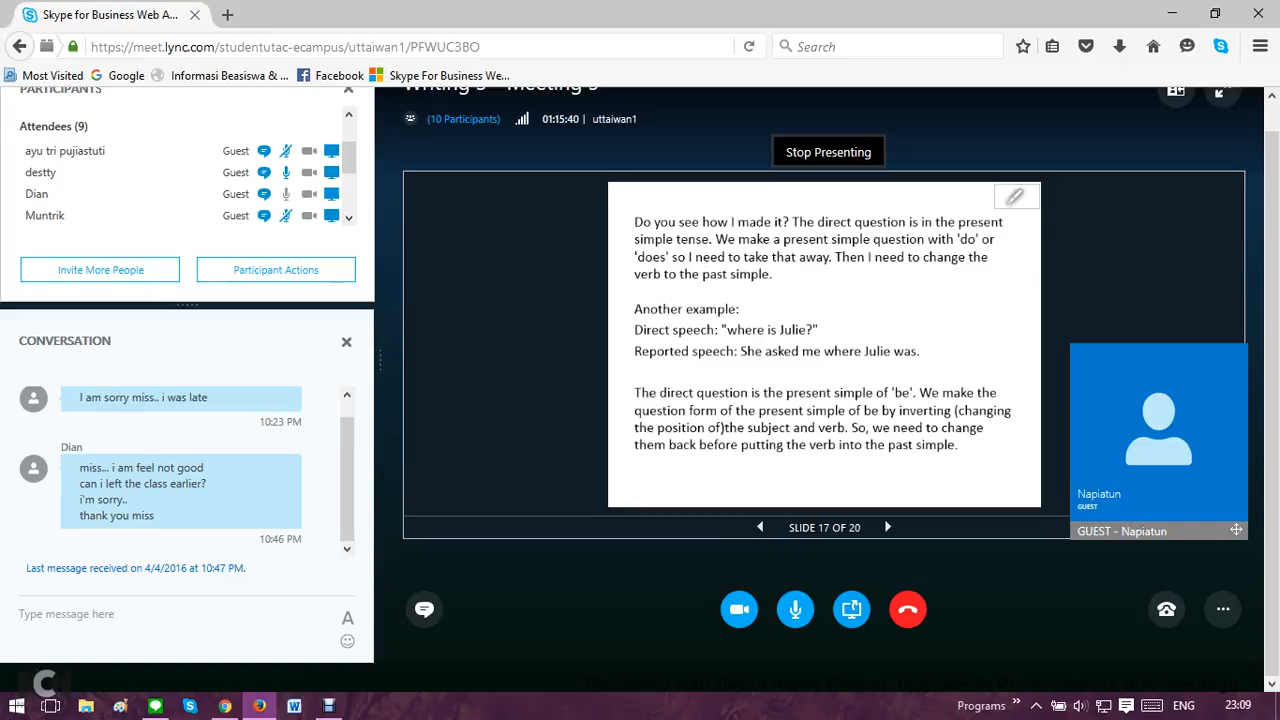 Skype for Business Web A...
https://meet.lync.com/studentutac-ecampus/uttaiwan1/PFWUC3BO
Search
Most Visited
Google
Informasi Beasiswa & ...
Facebook
Skype For Business We...
PARTICIPANTS
Attendees (9)
ayu tri pujiastuti Guest
destty Guest
Dian Guest
Muntrik Guest
Invite More People
Participant Actions
CONVERSATION
I am sorry miss.. i was late
10:23 PM
Dian
miss... i am feel not good
can i left the class earlier?
i'm sorry..
thank you miss
10:46 PM
Last message received on 4/4/2016 at 10:47 PM.
Type message here
A
(10 Participants)
01:15:40 | uttaiwan1
Stop Presenting
Do you see how I made it? The direct question is in the present
simple tense. We make a present simple question with 'do' or
'does' so I need to take that away. Then I need to change the
verb to the past simple.
Another example:
Direct speech: "where is Julie?"
Reported speech: She asked me where Julie was.
The direct question is the present simple of 'be'. We make the
question form of the present simple of be by inverting (changing
the position of)the subject and verb. So, we need to change
them back before putting the verb into the past simple.
SLIDE 17 OF 20
Napiatun
GUEST
GUEST - Napiatun
Programs
ENG
23:09